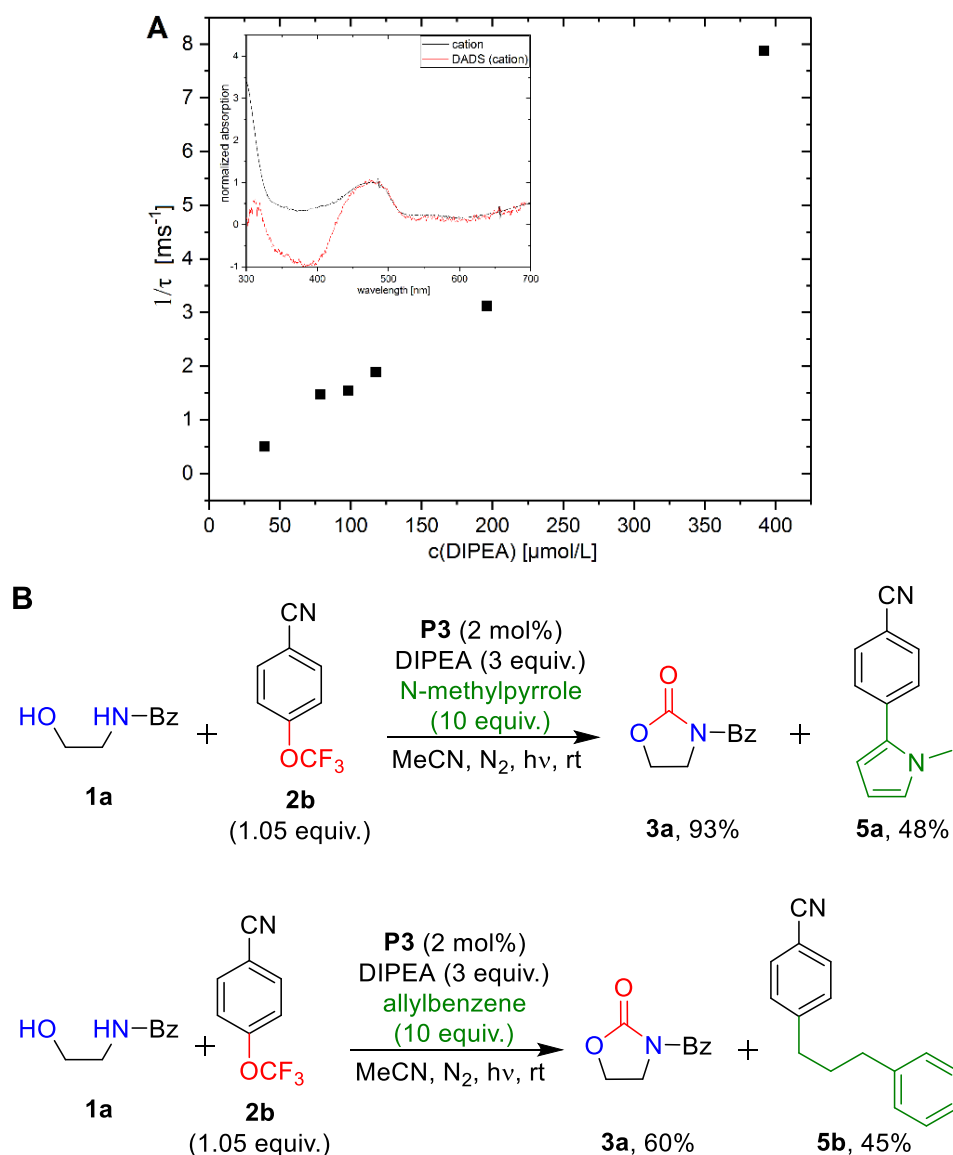 A
1/τ [ms⁻¹]
8
7
6
5
4
3
2
1
0
0
50
100
150
200
250
300
350
400
c(DIPEA) [µmol/L]
cation
DADS (cation)
normalized absorption
4
3
2
1
0
-1
300
400
500
600
700
wavelength [nm]
B
HO
HN
Bz
1a
+
CN
OCF₃
2b
(1.05 equiv.)
P3 (2 mol%)
DIPEA (3 equiv.)
N-methylpyrrole
(10 equiv.)
MeCN, N₂, hν, rt
O
O
N
Bz
3a, 93%
+
CN
N
5a, 48%
HO
HN
Bz
1a
+
CN
OCF₃
2b
(1.05 equiv.)
P3 (2 mol%)
DIPEA (3 equiv.)
allylbenzene
(10 equiv.)
MeCN, N₂, hν, rt
O
O
N
Bz
3a, 60%
+
CN
5b, 45%